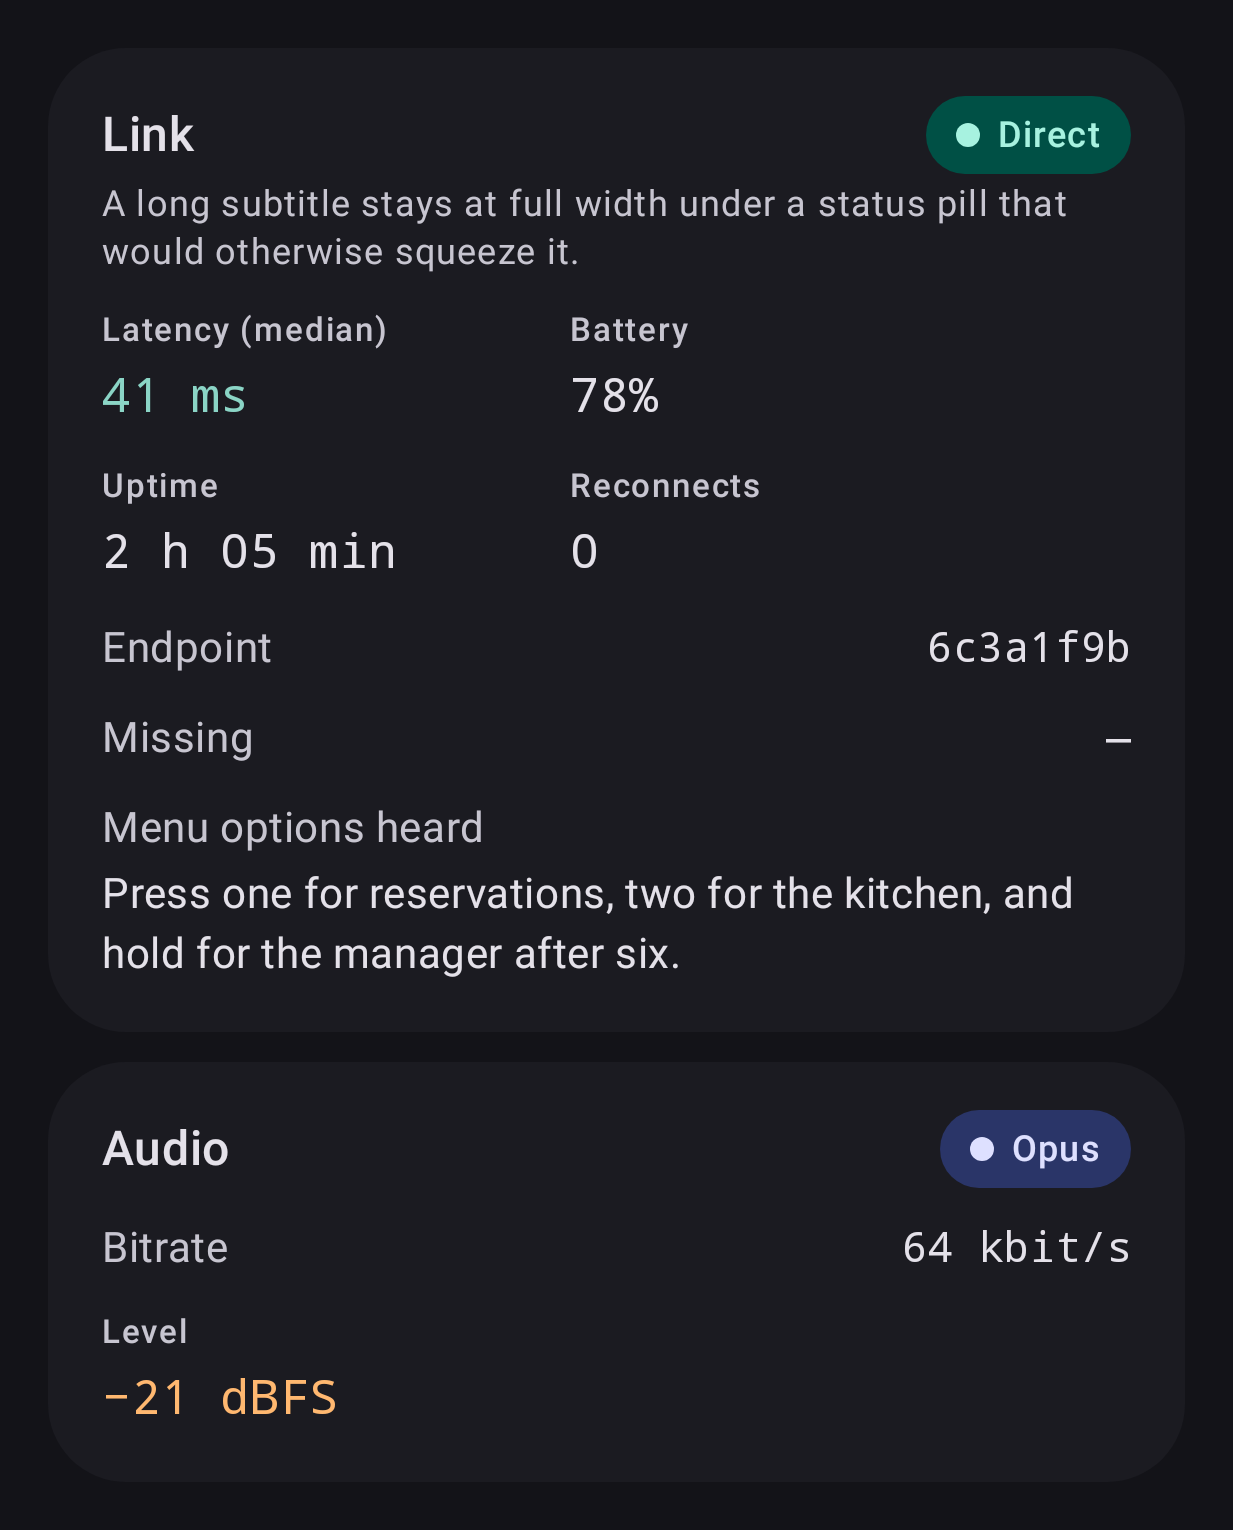 Link
Direct
A long subtitle stays at full width under a status pill that
would otherwise squeeze it.
Latency (median)
Battery
41 ms
78%
Uptime
Reconnects
2 h 05 min
0
Endpoint
6c3a1f9b
Missing
—
Menu options heard
Press one for reservations, two for the kitchen, and
hold for the manager after six.
Audio
Opus
Bitrate
64 kbit/s
Level
−21 dBFS